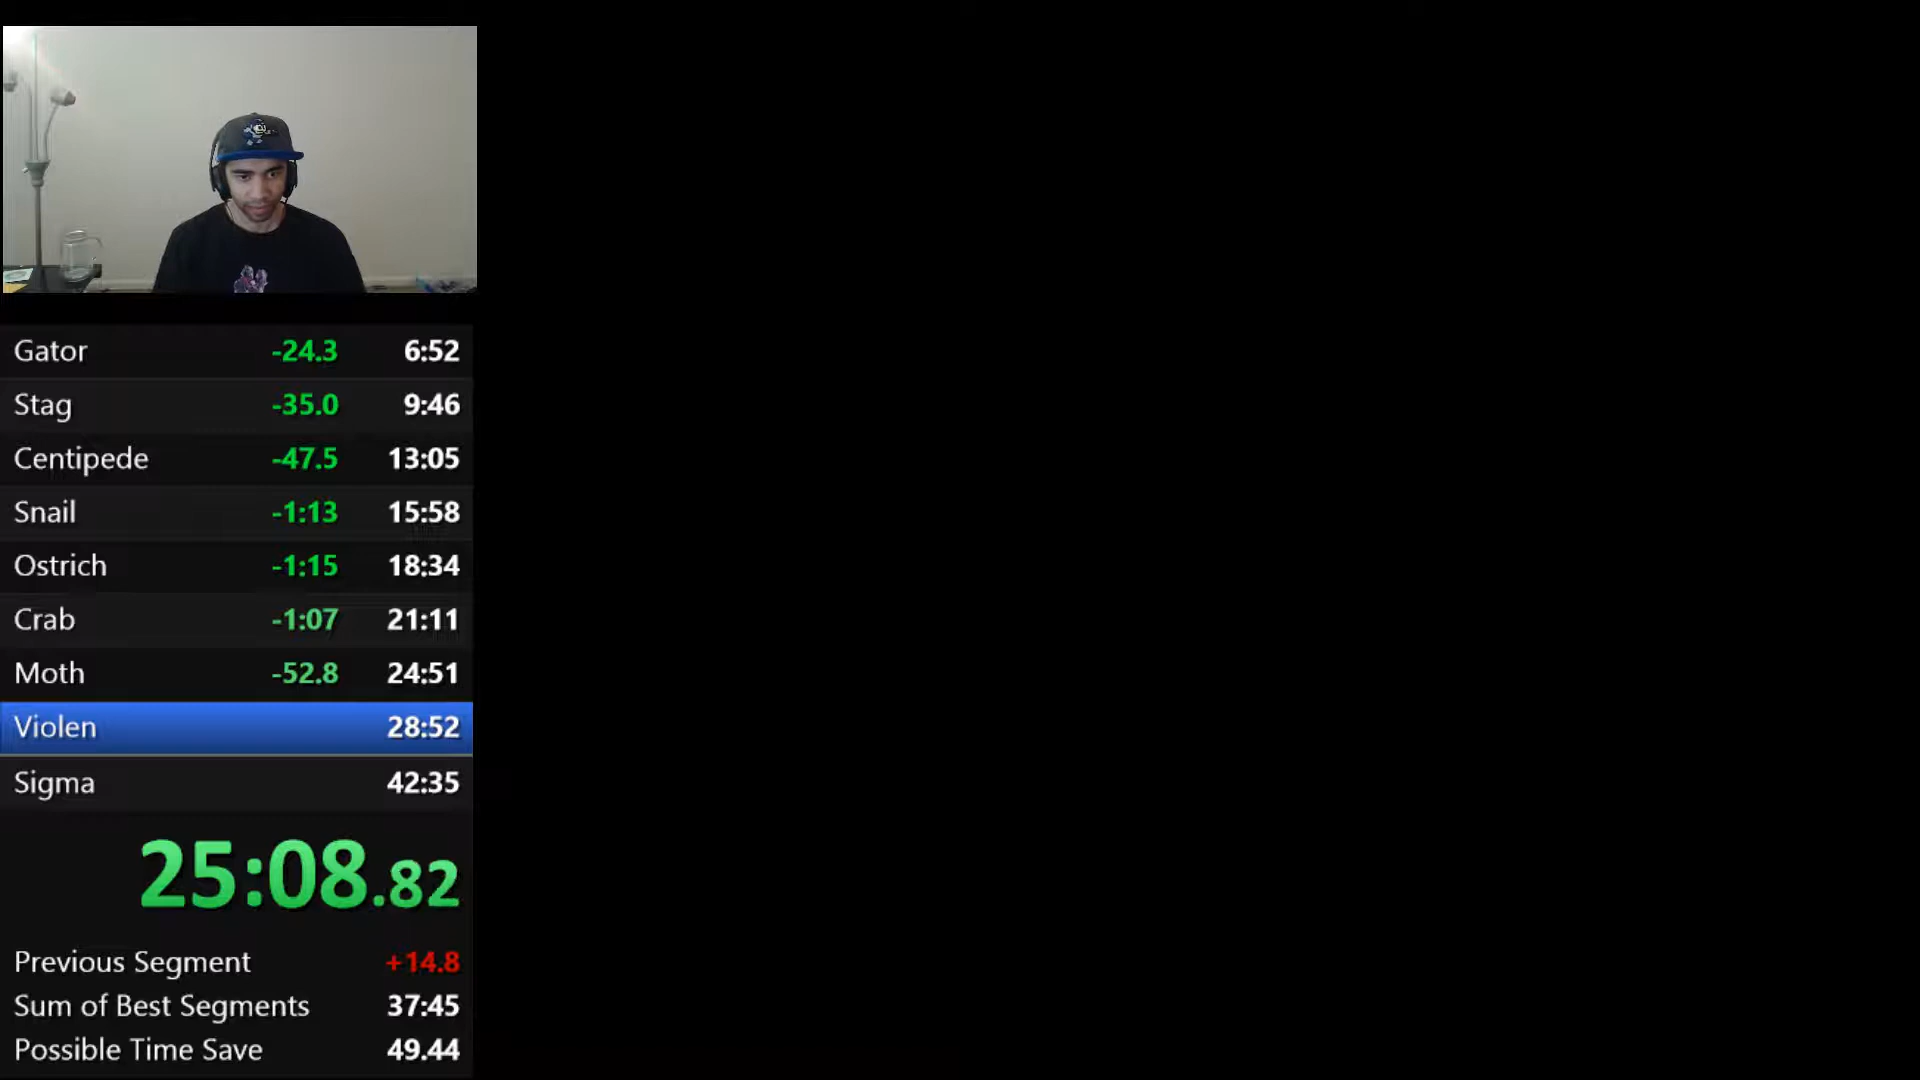 Gator -24.3 6:52
Stag -35.0 9:46
Centipede -47.5 13:05
Snail -1:13 15:58
Ostrich -1:15 18:34
Crab -1:07 21:11
Moth -52.8 24:51
Violen 28:52
Sigma 42:35
25:08.82
Previous Segment +14.8
Sum of Best Segments 37:45
Possible Time Save 49.44